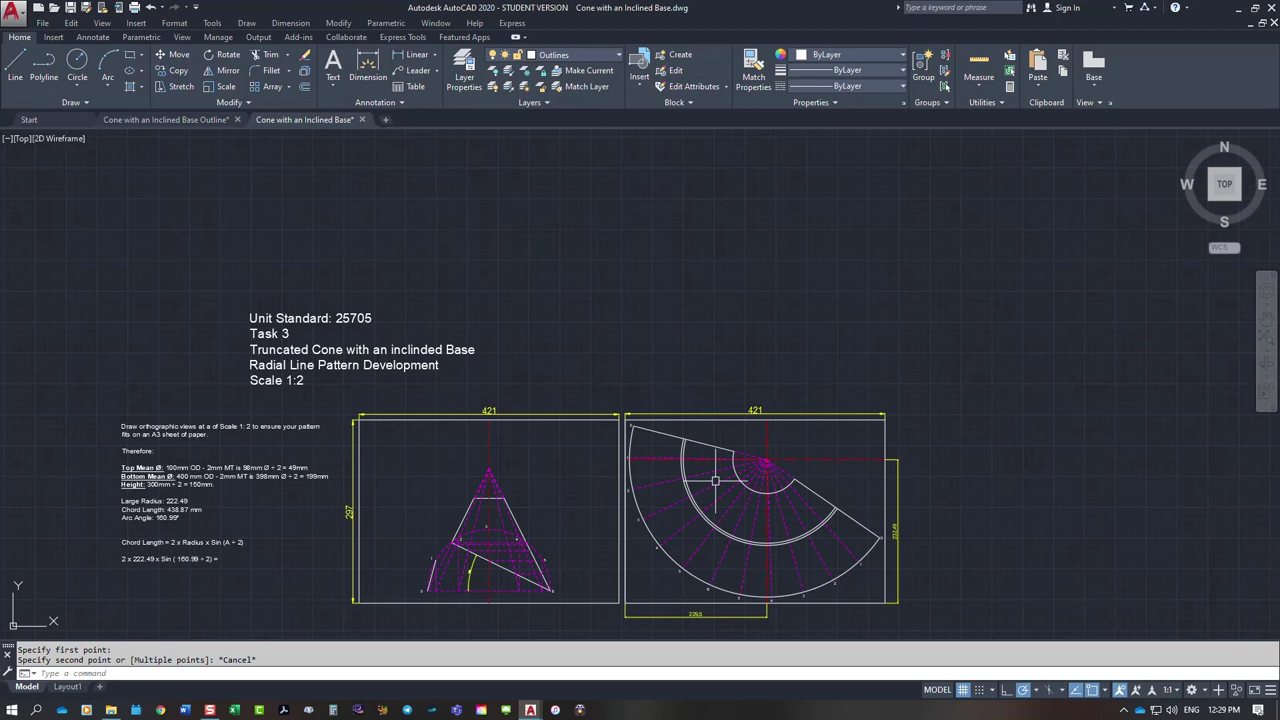 Autodesk AutoCAD 2020 - STUDENT VERSION Cone with an Inclined Base.dwg
Type a keyword or phrase
Sign In
File Edit View Insert Format Tools Draw Dimension Modify Parametric Window Help Express
Home Insert Annotate Parametric View Manage Output Add-ins Collaborate Express Tools Featured Apps
Line Polyline Circle Arc
Move Rotate Trim
Copy Mirror Fillet
Stretch Scale Array
Text Dimension
Linear
Leader
Table
Layer Properties
Outlines
Make Current
Match Layer
Insert
Create
Edit
Edit Attributes
Match Properties
ByLayer
ByLayer
ByLayer
Group
Measure
Paste
Base
Draw Modify Annotation Layers Block Properties Groups Utilities Clipboard View
Start Cone with an Inclined Base Outline* Cone with an Inclined Base*
[−][Top][2D Wireframe]
N
W TOP E
S
WCS
Unit Standard: 25705
Task 3
Truncated Cone with an inclinded Base
Radial Line Pattern Development
Scale 1:2
421 421
Draw orthographic views at a of Scale 1: 2 to ensure your pattern
fits on an A3 sheet of paper.
Therefore:
Top Mean Ø: 100mm OD - 2mm MT is 98mm Ø ÷ 2 = 49mm
Bottom Mean Ø: 400 mm OD - 2mm MT is 398mm Ø ÷ 2 = 199mm
Height: 300mm ÷ 2 = 150mm.
Large Radius: 222.49
Chord Length: 438.87 mm
Arc Angle: 160.99°
Chord Length = 2 x Radius x Sin (A ÷ 2)
2 x 222.49 x Sin ( 160.99 ÷ 2) =
297
222,49
229,5
Y
X
Specify first point:
Specify second point or [Multiple points]: *Cancel*
Type a command
Model Layout1 +
MODEL
1:1
ENG
12:29 PM